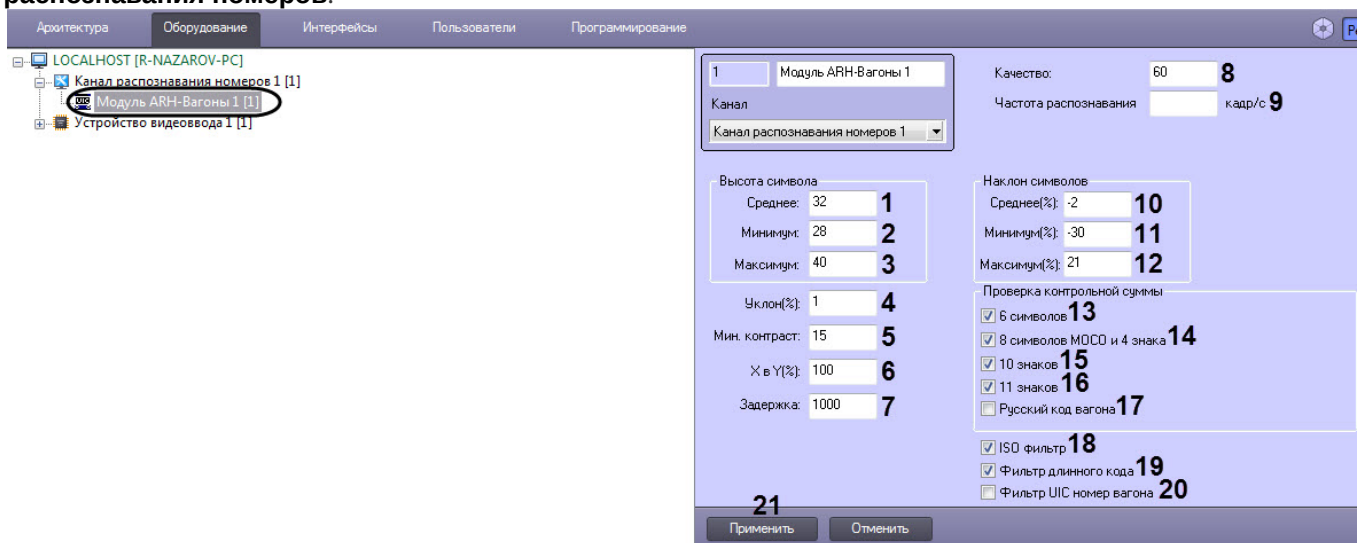 распознавания номеров.
Архитектура Оборудование Интерфейсы Пользователи Программирование
LOCALHOST [R-NAZAROV-PC]
Канал распознавания номеров 1 [1]
Модуль ARH-Вагоны 1 [1]
Устройство видеоввода 1 [1]
1 Модуль ARH-Вагоны 1
Канал
Канал распознавания номеров 1
Качество: 60 8
Частота распознавания кадр/с 9
Высота символа
Среднее: 32 1
Минимум: 28 2
Максимум: 40 3
Уклон(%): 1 4
Мин. контраст: 15 5
X в Y(%): 100 6
Задержка: 1000 7
Наклон символов
Среднее(%): -2 10
Минимум(%): -30 11
Максимум(%): 21 12
Проверка контрольной суммы
6 символов 13
8 символов МОСО и 4 знака 14
10 знаков 15
11 знаков 16
Русский код вагона 17
ISO фильтр 18
Фильтр длинного кода 19
Фильтр UIC номер вагона 20
21
Применить Отменить